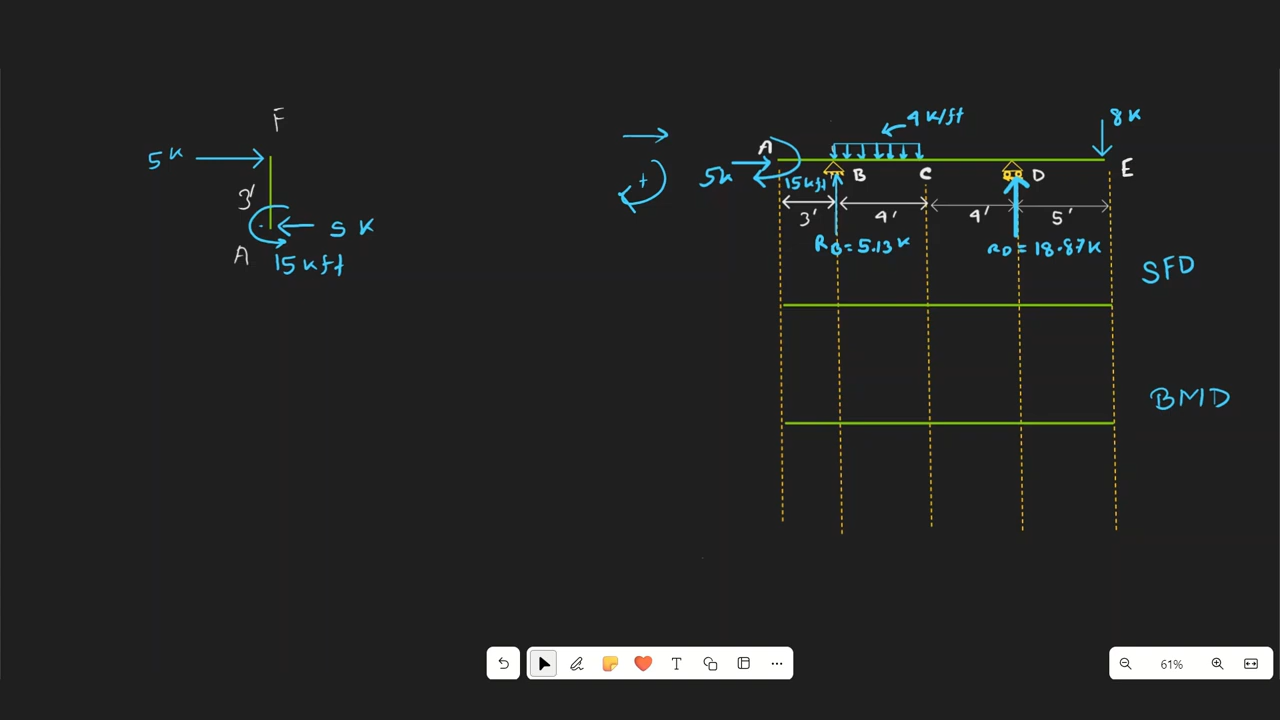 F
5 K
3'
5 K
A
15 K ft
+
4 K/ft
8 K
A
5K
15 K ft
B
C
D
E
3'
4'
4'
5'
RB = 5.13 K
RD = 18.87 K
SFD
BMD
61%